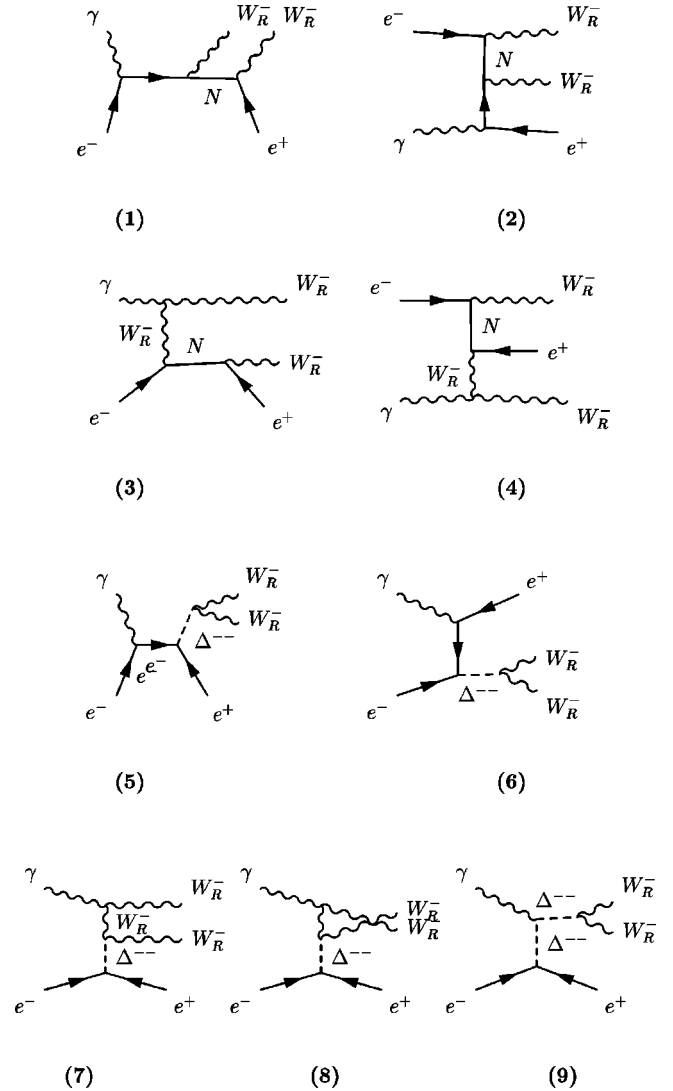 γ W_R^- W_R^-
N
e^- e^+
(1)
e^- W_R^-
N
W_R^-
γ e^+
(2)
γ W_R^-
W_R^- N W_R^-
e^- e^+
(3)
e^- W_R^-
N
e^+
W_R^-
γ W_R^-
(4)
γ W_R^-
W_R^-
Δ^{--}
e^- e^-
e^- e^+
(5)
γ e^+
W_R^-
e^- Δ^{--} W_R^-
(6)
γ W_R^-
W_R^-
W_R^-
Δ^{--}
e^- e^+
(7)
γ
W_R^-
W_R^-
Δ^{--}
e^- e^+
(8)
γ Δ^{--} W_R^-
W_R^-
Δ^{--}
e^- e^+
(9)